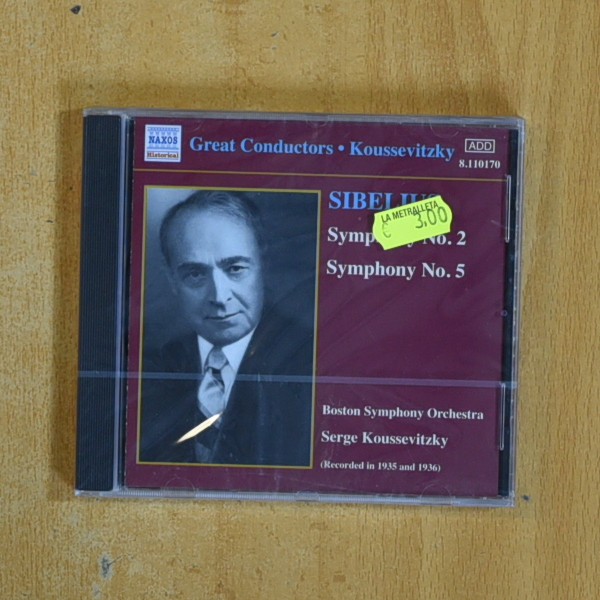 NAXOS
Historical
Great Conductors • Koussevitzky
ADD
8.110170
SIBELIUS
LA METRALLETA
€ 3,00
Symphony No. 2
Symphony No. 5
Boston Symphony Orchestra
Serge Koussevitzky
(Recorded in 1935 and 1936)